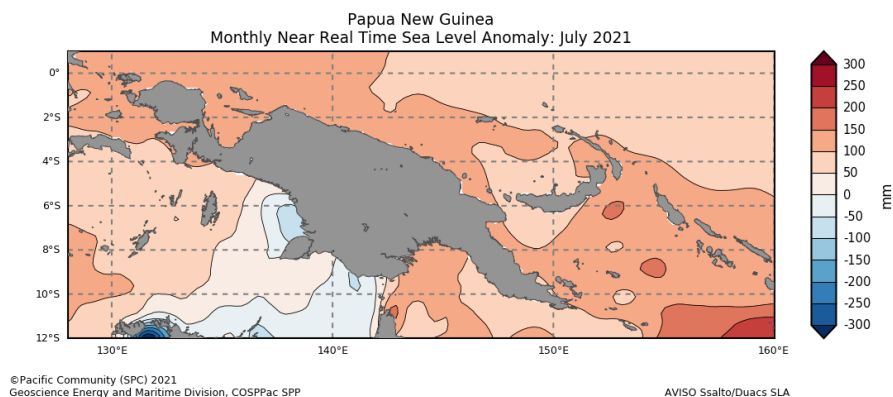 Papua New Guinea
Monthly Near Real Time Sea Level Anomaly: July 2021
0°
2°S
4°S
6°S
8°S
10°S
12°S
130°E
140°E
150°E
160°E
300
250
200
150
100
50
0
-50
-100
-150
-200
-250
-300
mm
©Pacific Community (SPC) 2021
Geoscience Energy and Maritime Division, COSPPac SPP
AVISO Ssalto/Duacs SLA